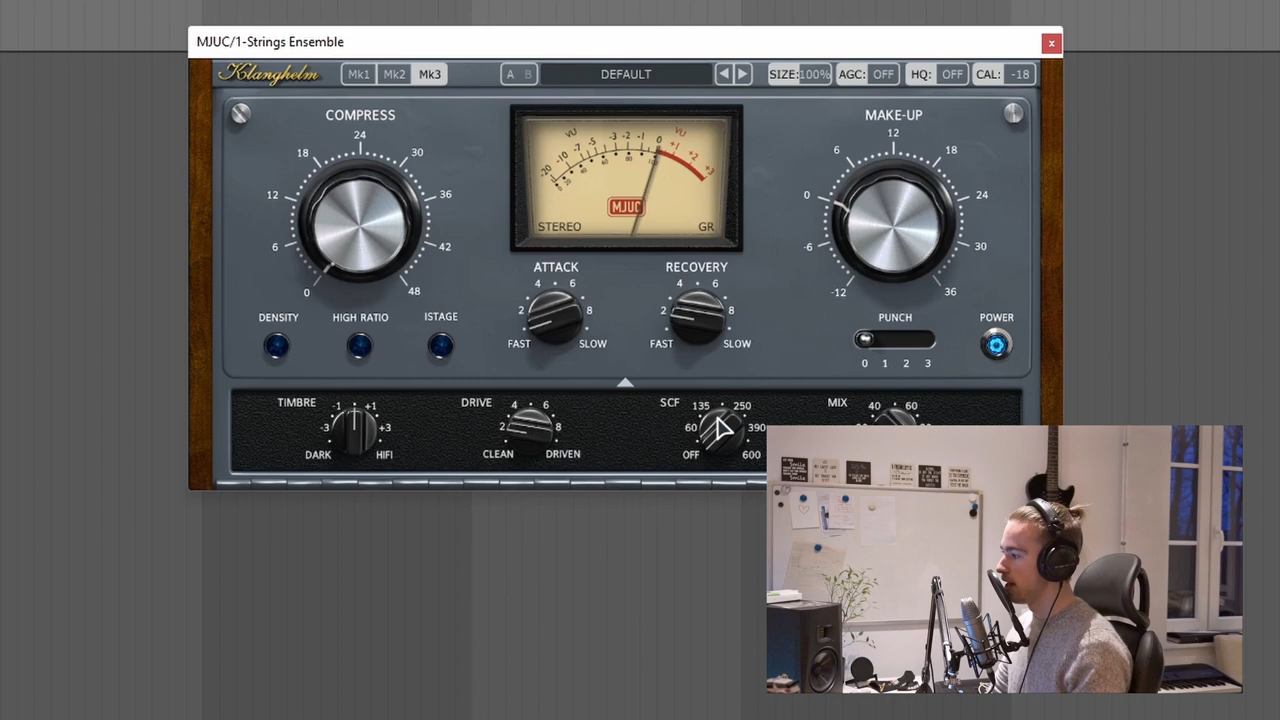 MJUC/1-Strings Ensemble
x
Klanghelm
Mk1 Mk2 Mk3
A B
DEFAULT
SIZE: 100%
AGC: OFF
HQ: OFF
CAL: -18
COMPRESS
0 6 12 18 24 30 36 42 48
VU
-20 -10 -7 -5 -3 -2 -1 0 +1 +2 +3
VU
MJUC
STEREO
GR
MAKE-UP
-12 -6 0 6 12 18 24 30 36
ATTACK
2 4 6 8
FAST SLOW
RECOVERY
2 4 6 8
FAST SLOW
DENSITY
HIGH RATIO
ISTAGE
PUNCH
0 1 2 3
POWER
TIMBRE
-3 -1 +1 +3
DARK HIFI
DRIVE
2 4 6 8
CLEAN DRIVEN
SCF
60 135 250 390
OFF 600
MIX
40 60